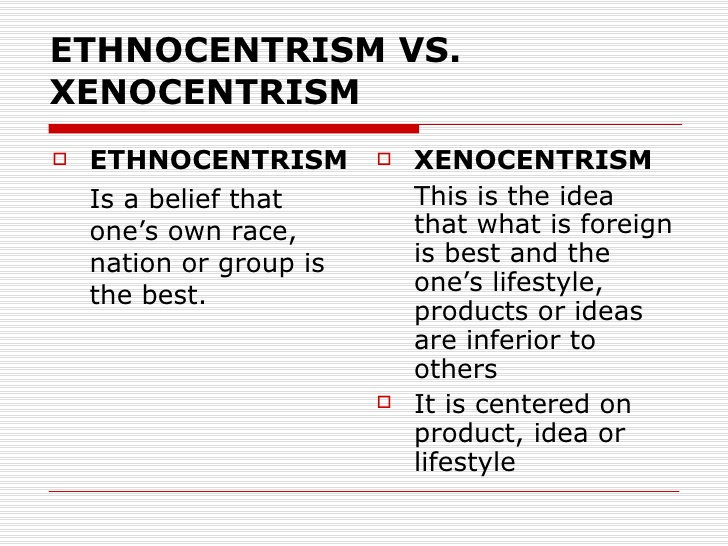 ETHNOCENTRISM VS.
XENOCENTRISM
ETHNOCENTRISM
Is a belief that
one’s own race,
nation or group is
the best.
XENOCENTRISM
This is the idea
that what is foreign
is best and the
one’s lifestyle,
products or ideas
are inferior to
others
It is centered on
product, idea or
lifestyle